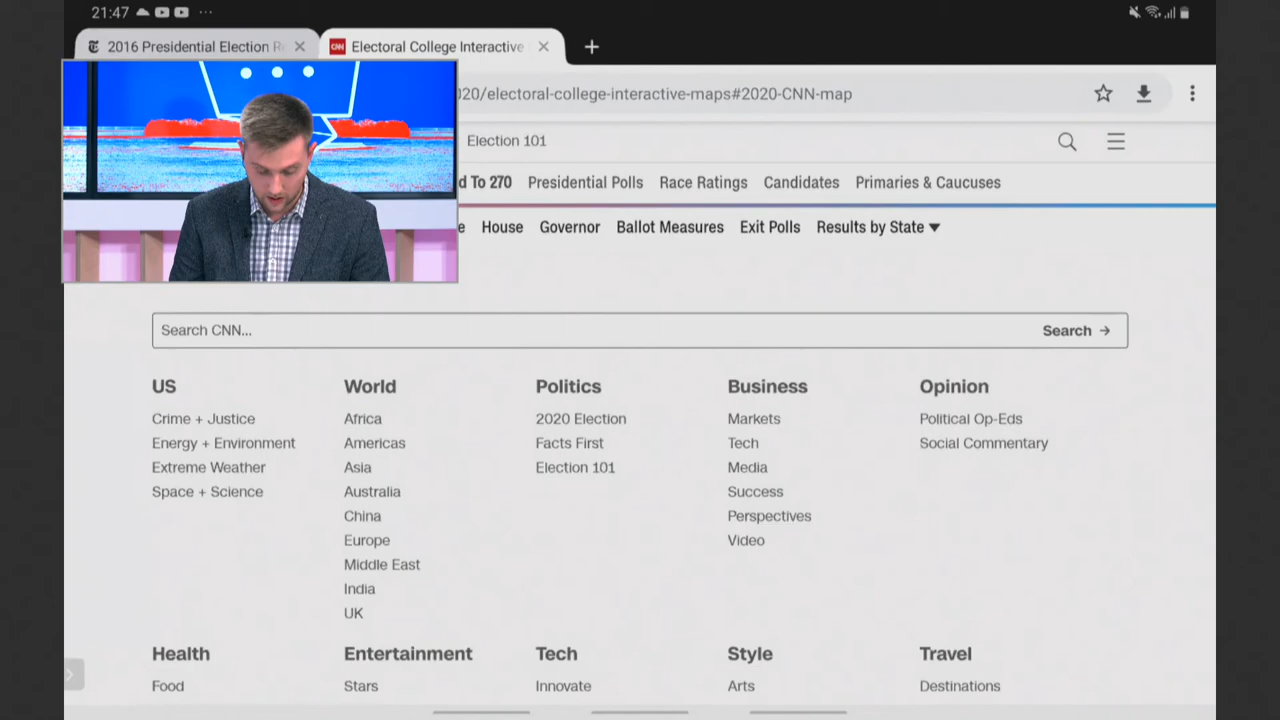 21:47
2016 Presidential Election R
CNN Electoral College Interactive
20/electoral-college-interactive-maps#2020-CNN-map
Election 101
d To 270 Presidential Polls Race Ratings Candidates Primaries & Caucuses
e House Governor Ballot Measures Exit Polls Results by State
Search CNN... Search
US
Crime + Justice
Energy + Environment
Extreme Weather
Space + Science
World
Africa
Americas
Asia
Australia
China
Europe
Middle East
India
UK
Politics
2020 Election
Facts First
Election 101
Business
Markets
Tech
Media
Success
Perspectives
Video
Opinion
Political Op-Eds
Social Commentary
Health
Food
Entertainment
Stars
Tech
Innovate
Style
Arts
Travel
Destinations